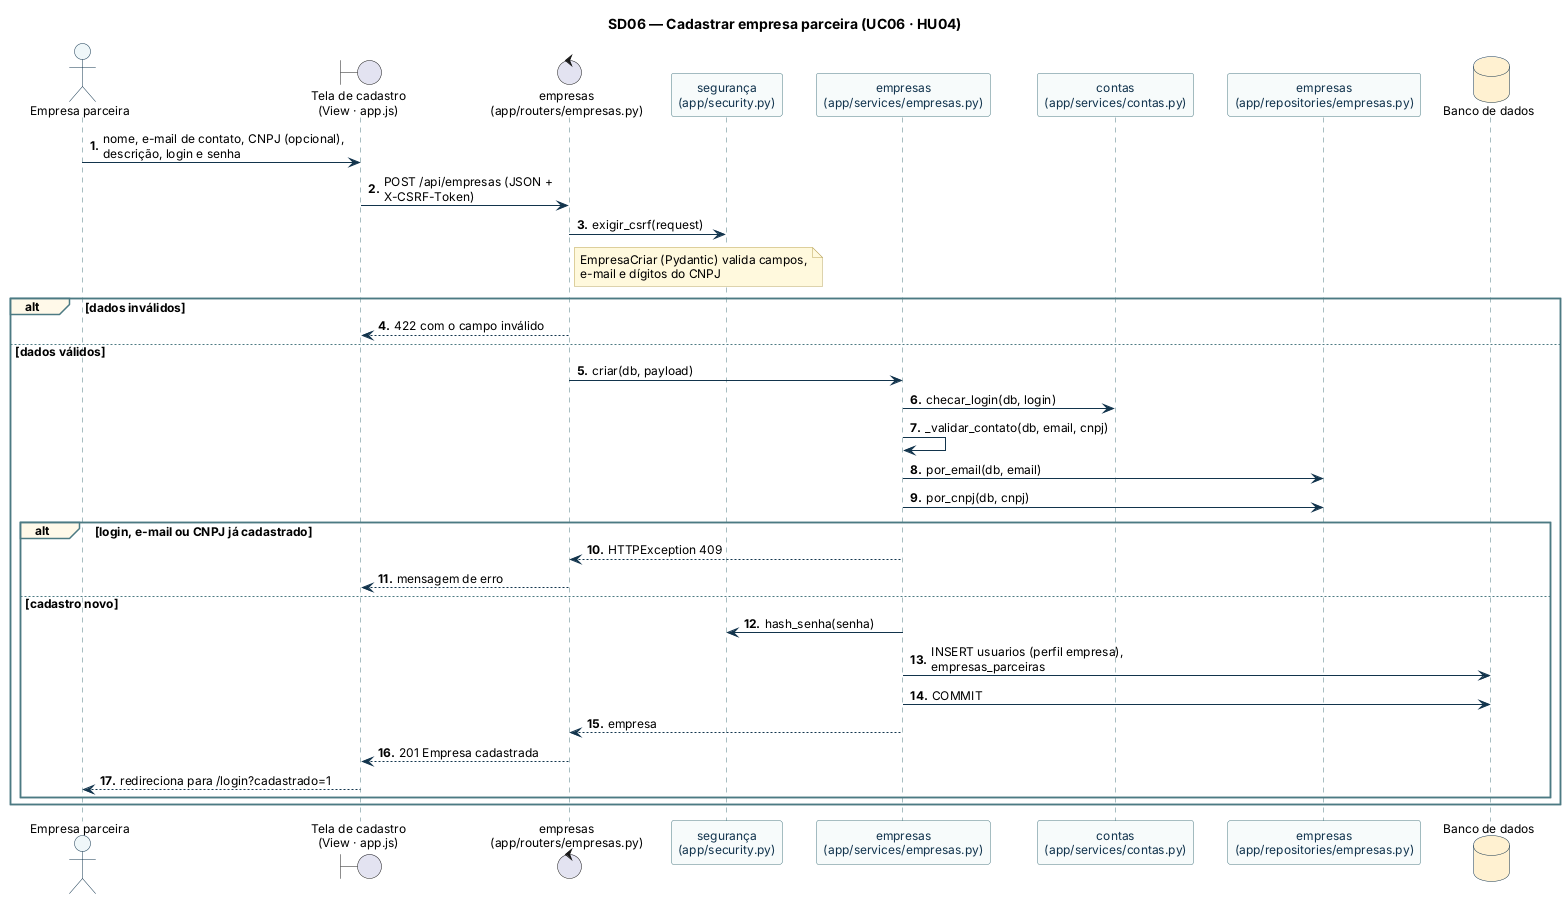 SD06 — Cadastrar empresa parceira (UC06 · HU04)
Empresa parceira
Tela de cadastro
(View · app.js)
empresas
(app/routers/empresas.py)
segurança
(app/security.py)
empresas
(app/services/empresas.py)
contas
(app/services/contas.py)
empresas
(app/repositories/empresas.py)
Banco de dados
1. nome, e-mail de contato, CNPJ (opcional),
descrição, login e senha
2. POST /api/empresas (JSON +
X-CSRF-Token)
3. exigir_csrf(request)
EmpresaCriar (Pydantic) valida campos,
e-mail e dígitos do CNPJ
alt [dados inválidos]
4. 422 com o campo inválido
[dados válidos]
5. criar(db, payload)
6. checar_login(db, login)
7. _validar_contato(db, email, cnpj)
8. por_email(db, email)
9. por_cnpj(db, cnpj)
alt [login, e-mail ou CNPJ já cadastrado]
10. HTTPException 409
11. mensagem de erro
[cadastro novo]
12. hash_senha(senha)
13. INSERT usuarios (perfil empresa),
empresas_parceiras
14. COMMIT
15. empresa
16. 201 Empresa cadastrada
17. redireciona para /login?cadastrado=1
Empresa parceira
Tela de cadastro
(View · app.js)
empresas
(app/routers/empresas.py)
segurança
(app/security.py)
empresas
(app/services/empresas.py)
contas
(app/services/contas.py)
empresas
(app/repositories/empresas.py)
Banco de dados